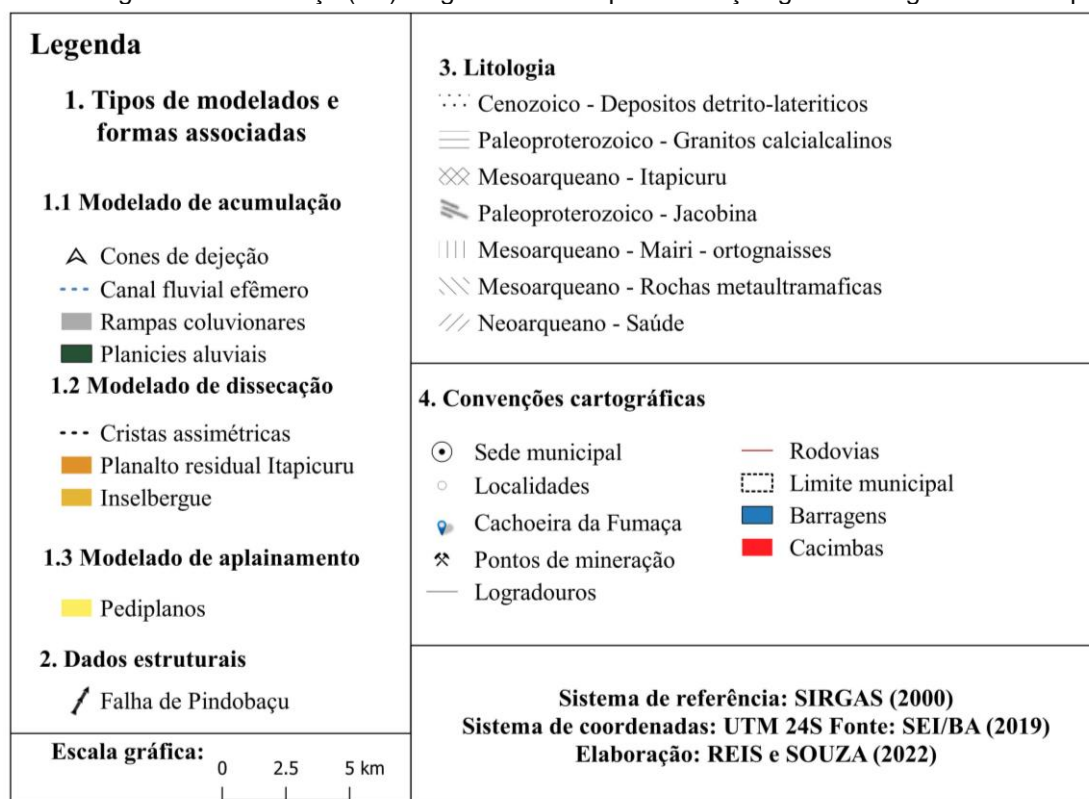 Legenda
1. Tipos de modelados e
formas associadas
1.1 Modelado de acumulação
Cones de dejeção
Canal fluvial efêmero
Rampas coluvionares
Planicies aluviais
1.2 Modelado de dissecação
Cristas assimétricas
Planalto residual Itapicuru
Inselbergue
1.3 Modelado de aplainamento
Pediplanos
2. Dados estruturais
Falha de Pindobaçu
Escala gráfica:
0 2.5 5 km
3. Litologia
Cenozoico - Depositos detrito-lateriticos
Paleoproterozoico - Granitos calcialcalinos
Mesoarqueano - Itapicuru
Paleoproterozoico - Jacobina
Mesoarqueano - Mairi - ortognaisses
Mesoarqueano - Rochas metaultramaficas
Neoarqueano - Saúde
4. Convenções cartográficas
Sede municipal
Localidades
Cachoeira da Fumaça
Pontos de mineração
Logradouros
Rodovias
Limite municipal
Barragens
Cacimbas
Sistema de referência: SIRGAS (2000)
Sistema de coordenadas: UTM 24S Fonte: SEI/BA (2019)
Elaboração: REIS e SOUZA (2022)